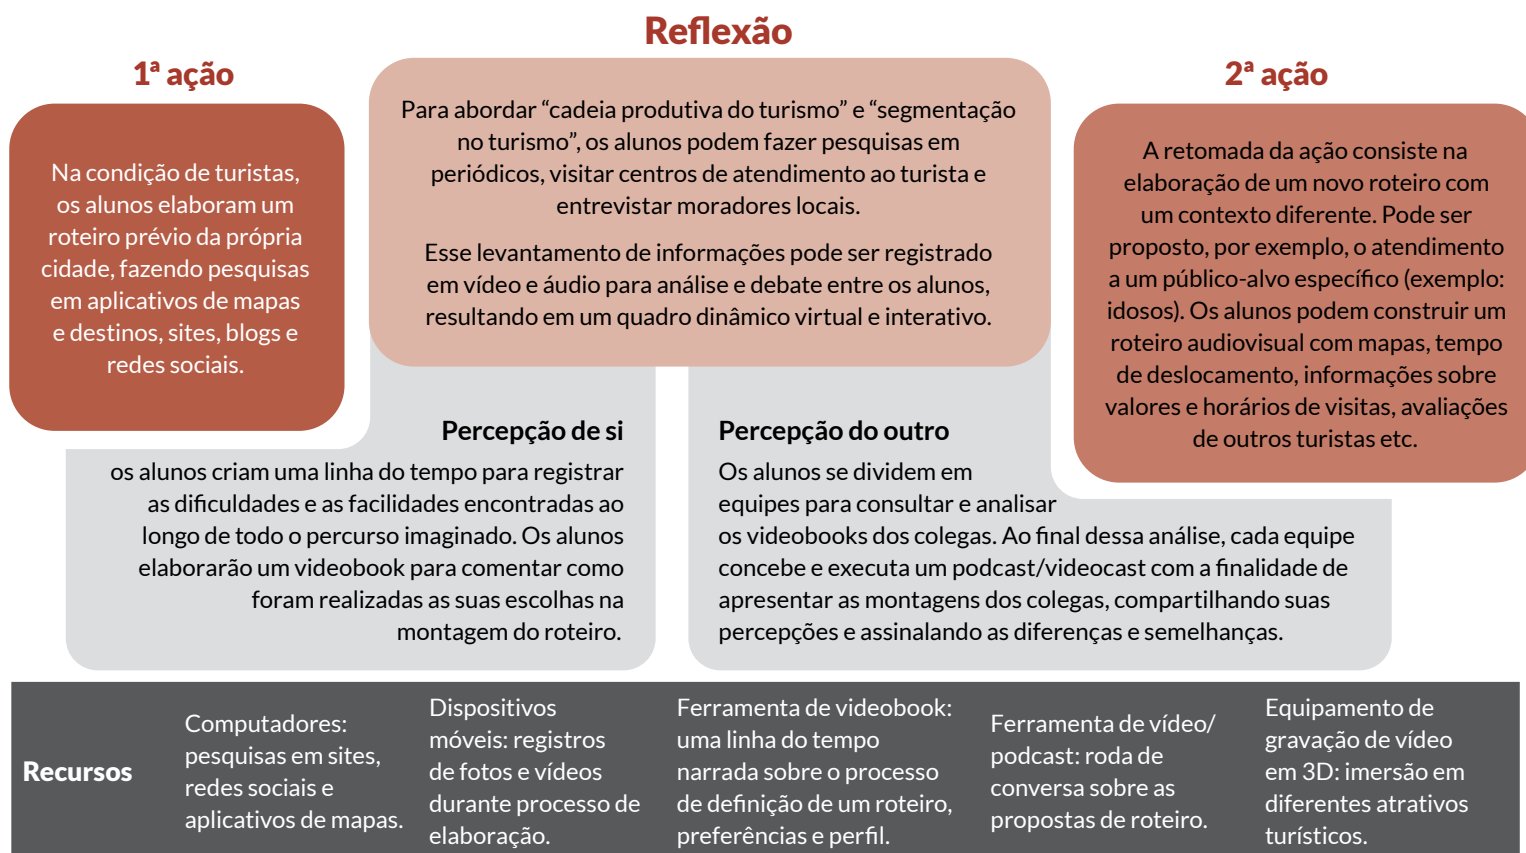 Reflexão
1ª ação
Na condição de turistas,
os alunos elaboram um
roteiro prévio da própria
cidade, fazendo pesquisas
em aplicativos de mapas
e destinos, sites, blogs e
redes sociais.
Para abordar “cadeia produtiva do turismo” e “segmentação
no turismo”, os alunos podem fazer pesquisas em
periódicos, visitar centros de atendimento ao turista e
entrevistar moradores locais.
Esse levantamento de informações pode ser registrado
em vídeo e áudio para análise e debate entre os alunos,
resultando em um quadro dinâmico virtual e interativo.
2ª ação
A retomada da ação consiste na
elaboração de um novo roteiro com
um contexto diferente. Pode ser
proposto, por exemplo, o atendimento
a um público-alvo específico (exemplo:
idosos). Os alunos podem construir um
roteiro audiovisual com mapas, tempo
de deslocamento, informações sobre
valores e horários de visitas, avaliações
de outros turistas etc.
Percepção de si
os alunos criam uma linha do tempo para registrar
as dificuldades e as facilidades encontradas ao
longo de todo o percurso imaginado. Os alunos
elaborarão um videobook para comentar como
foram realizadas as suas escolhas na
montagem do roteiro.
Percepção do outro
Os alunos se dividem em
equipes para consultar e analisar
os videobooks dos colegas. Ao final dessa análise, cada equipe
concebe e executa um podcast/videocast com a finalidade de
apresentar as montagens dos colegas, compartilhando suas
percepções e assinalando as diferenças e semelhanças.
Recursos
Computadores:
pesquisas em sites,
redes sociais e
aplicativos de mapas.
Dispositivos
móveis: registros
de fotos e vídeos
durante processo de
elaboração.
Ferramenta de videobook:
uma linha do tempo
narrada sobre o processo
de definição de um roteiro,
preferências e perfil.
Ferramenta de vídeo/
podcast: roda de
conversa sobre as
propostas de roteiro.
Equipamento de
gravação de vídeo
em 3D: imersão em
diferentes atrativos
turísticos.